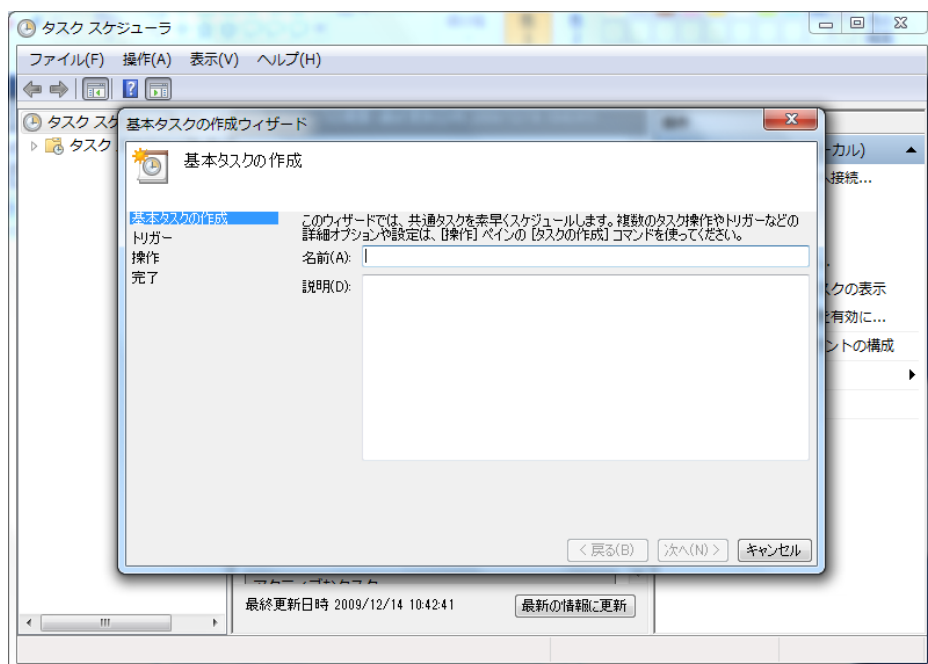 タスク スケジューラ
ファイル(F) 操作(A) 表示(V) ヘルプ(H)
タスク スケ
タスク
基本タスクの作成ウィザード
基本タスクの作成
基本タスクの作成
トリガー
操作
完了
このウィザードでは、共通タスクを素早くスケジュールします。複数のタスク操作やトリガーなどの
詳細オプションや設定は、[操作] ペインの [タスクの作成] コマンドを使ってください。
名前(A):
説明(D):
< 戻る(B) 次へ(N) > キャンセル
ーカル)
接続...
スクの表示
有効に...
ントの構成
最終更新日時 2009/12/14 10:42:41 最新の情報に更新